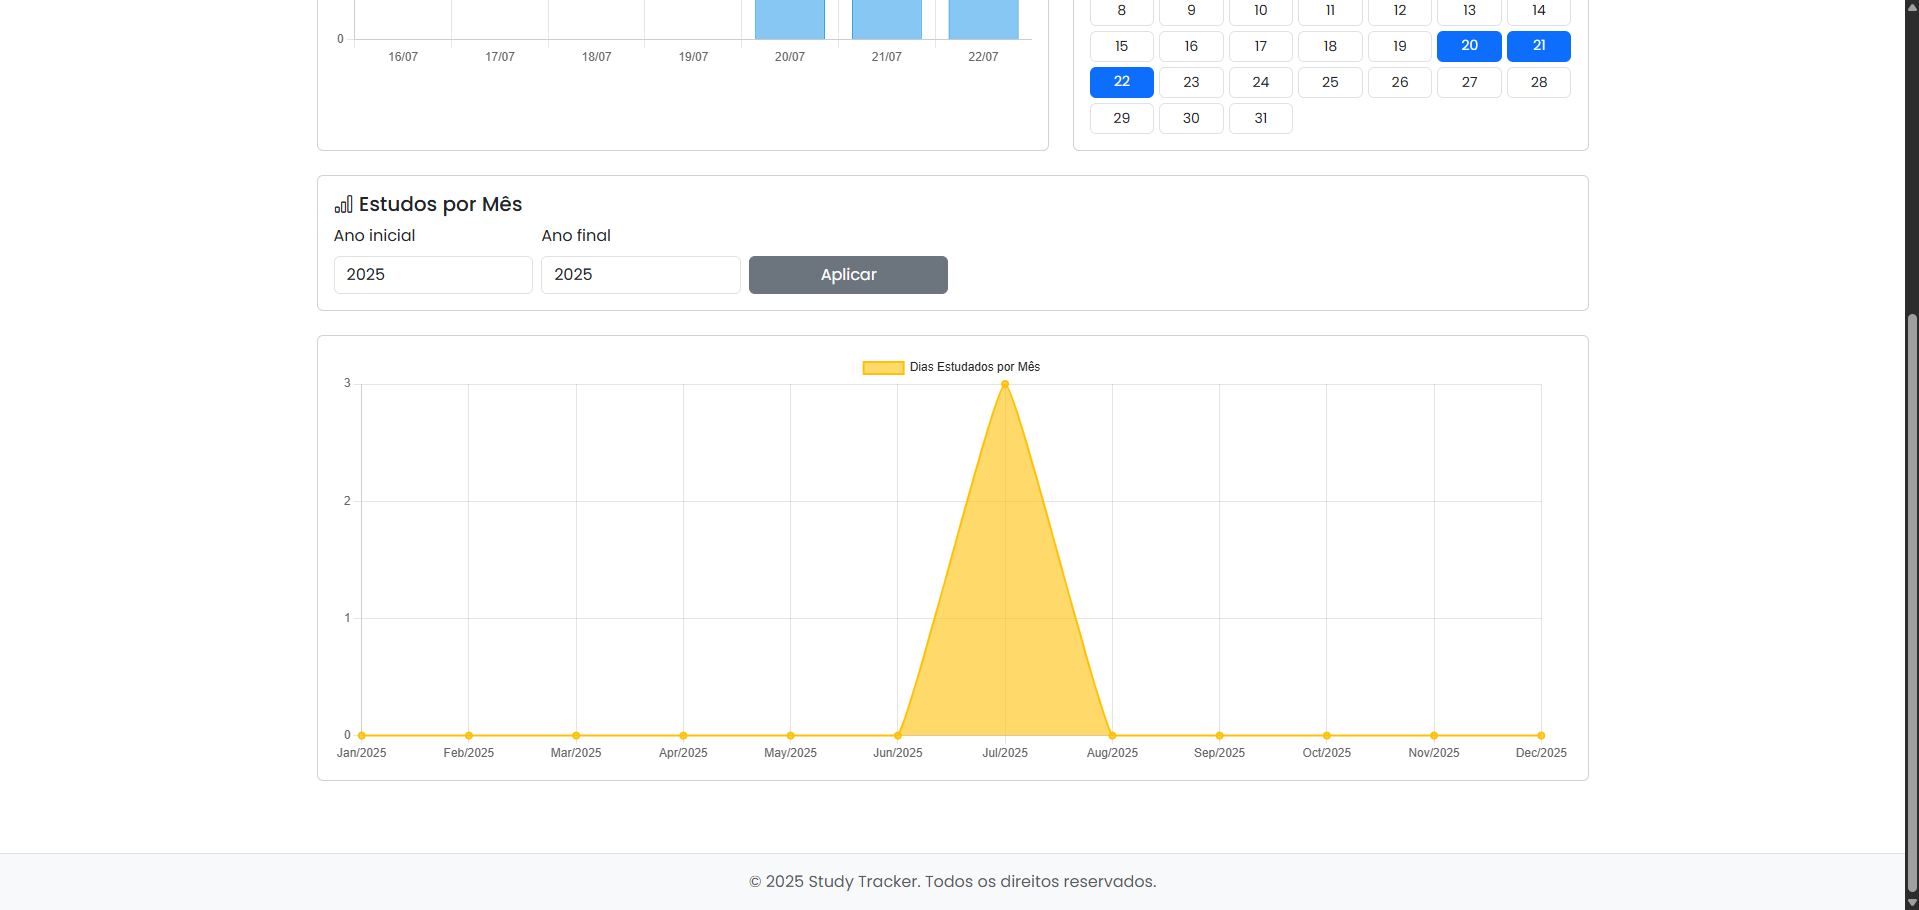 0
16/07 17/07 18/07 19/07 20/07 21/07 22/07
8 9 10 11 12 13 14
15 16 17 18 19 20 21
22 23 24 25 26 27 28
29 30 31
Estudos por Mês
Ano inicial Ano final
2025 2025 Aplicar
Dias Estudados por Mês
3
2
1
0
Jan/2025 Feb/2025 Mar/2025 Apr/2025 May/2025 Jun/2025 Jul/2025 Aug/2025 Sep/2025 Oct/2025 Nov/2025 Dec/2025
© 2025 Study Tracker. Todos os direitos reservados.